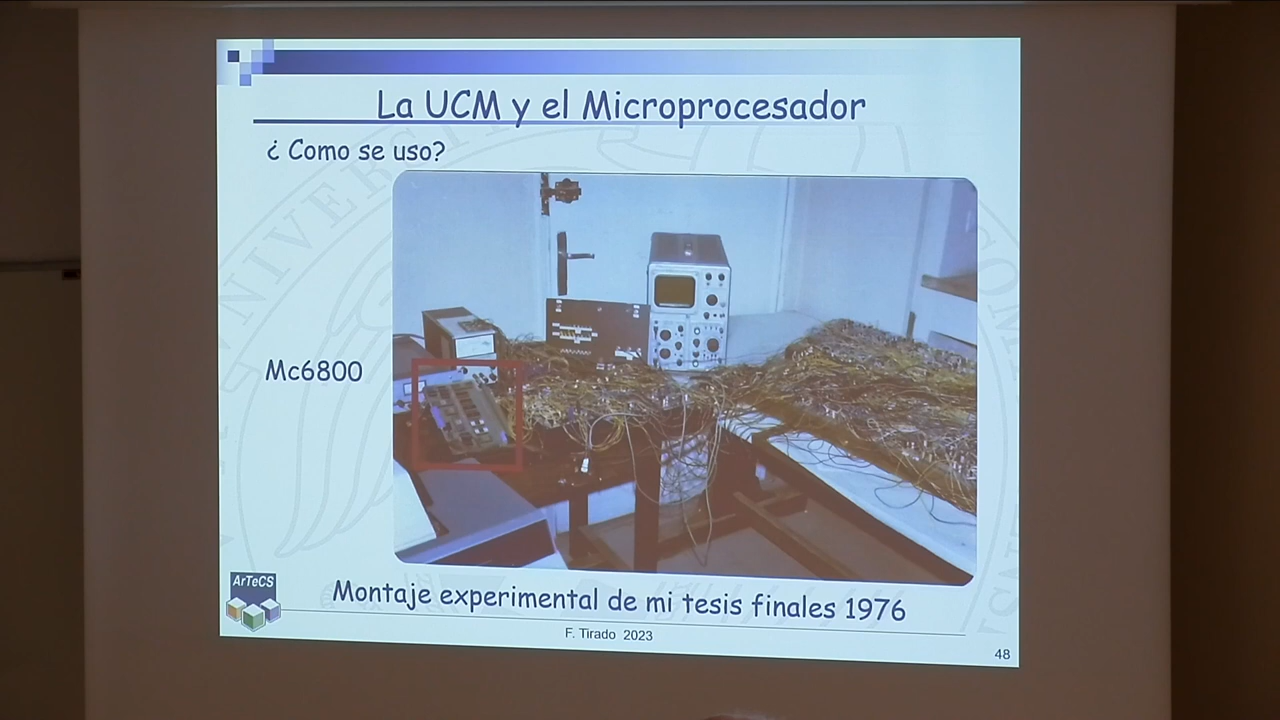 La UCM y el Microprocesador
¿ Como se uso?
Mc6800
ArTeCS
Montaje experimental de mi tesis finales 1976
F. Tirado 2023
48